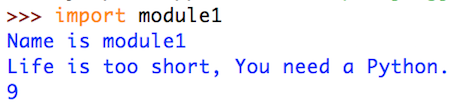 >>> import module1
Name is module1
Life is too short, You need a Python.
9